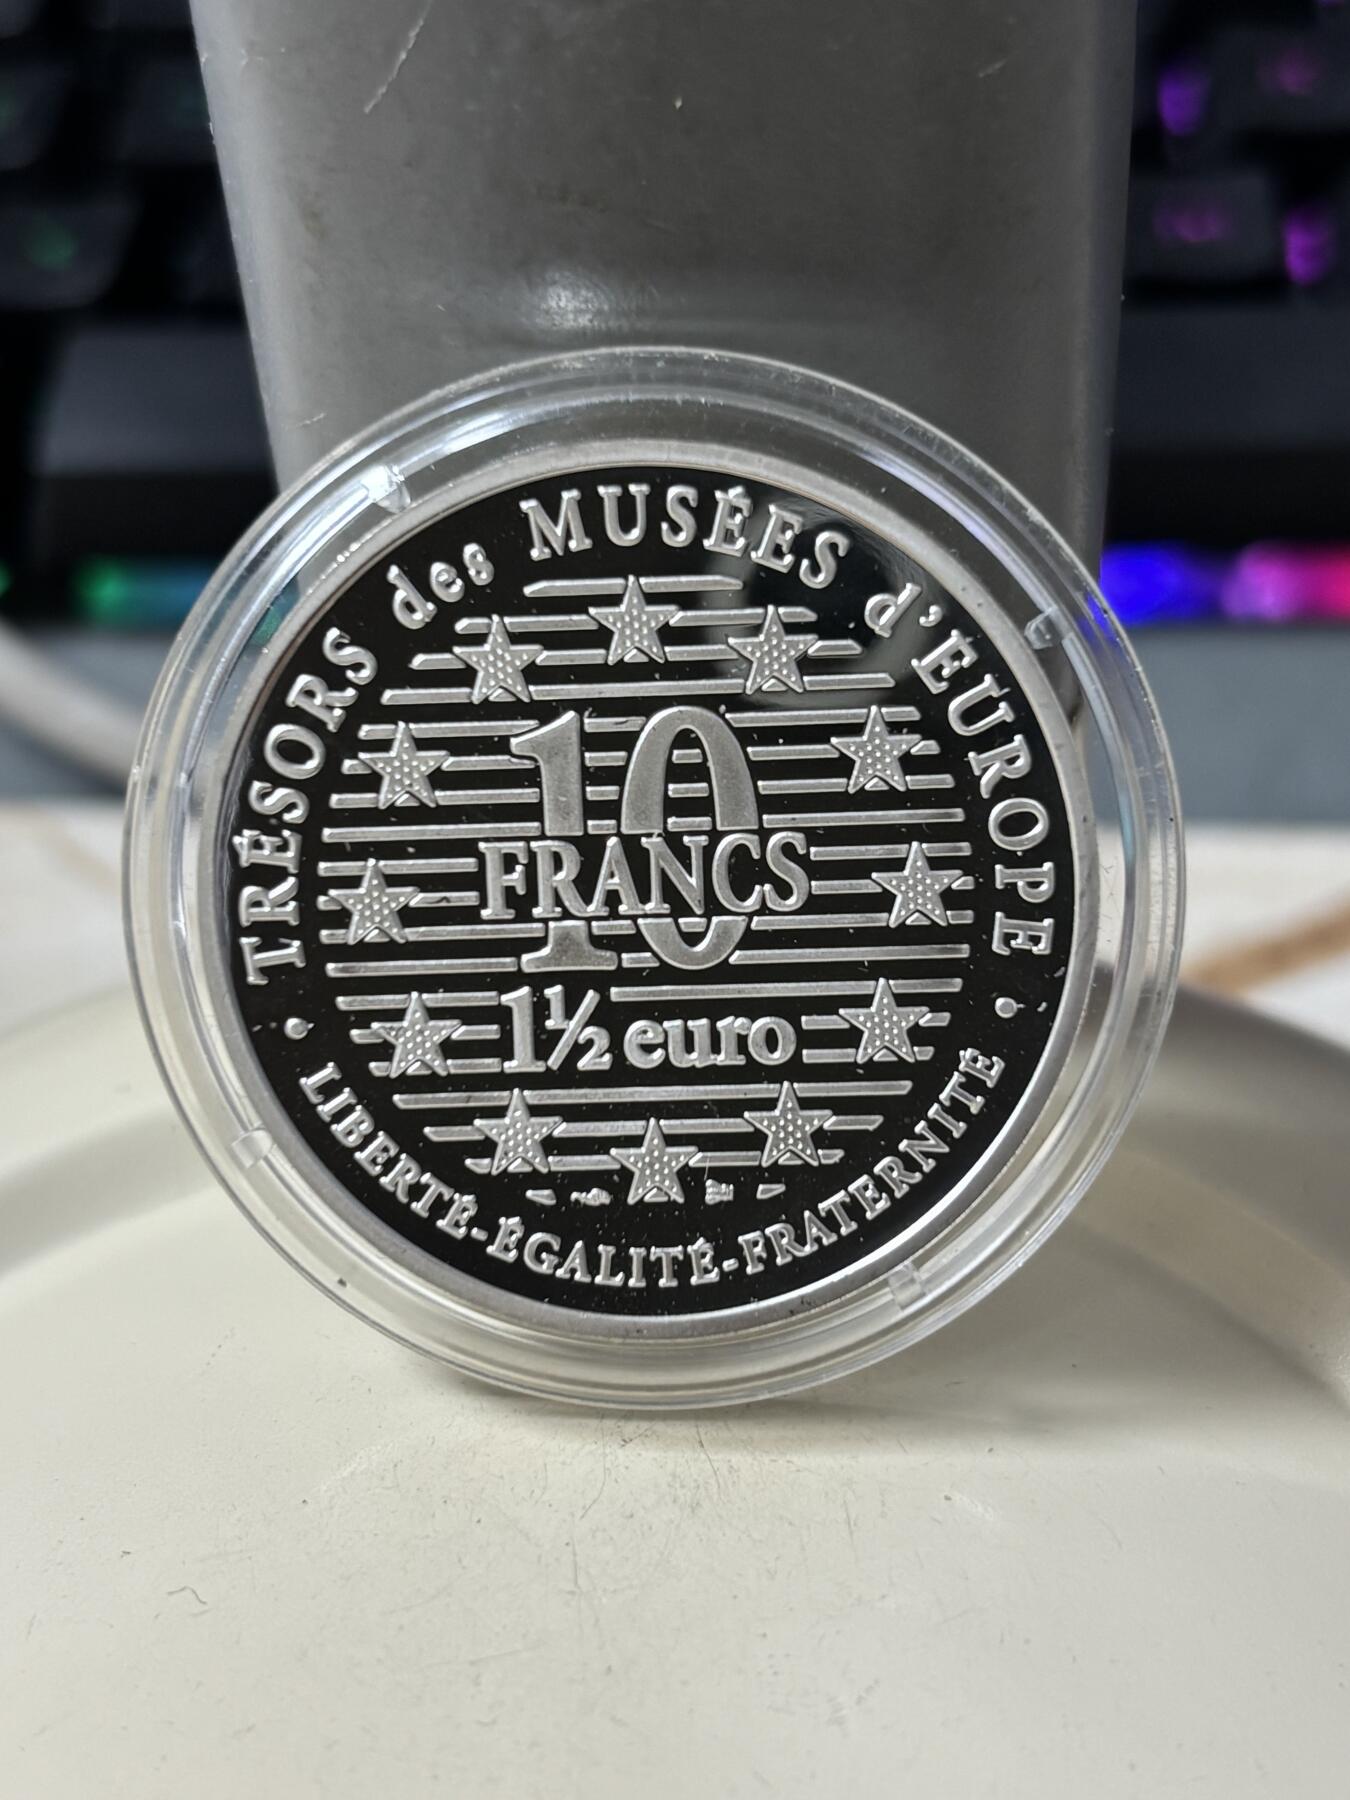 TRÉSORS des MUSÉES d'EUROPE
10
FRANCS
1½ euro
LIBERTÉ-ÉGALITÉ-FRATERNITÉ